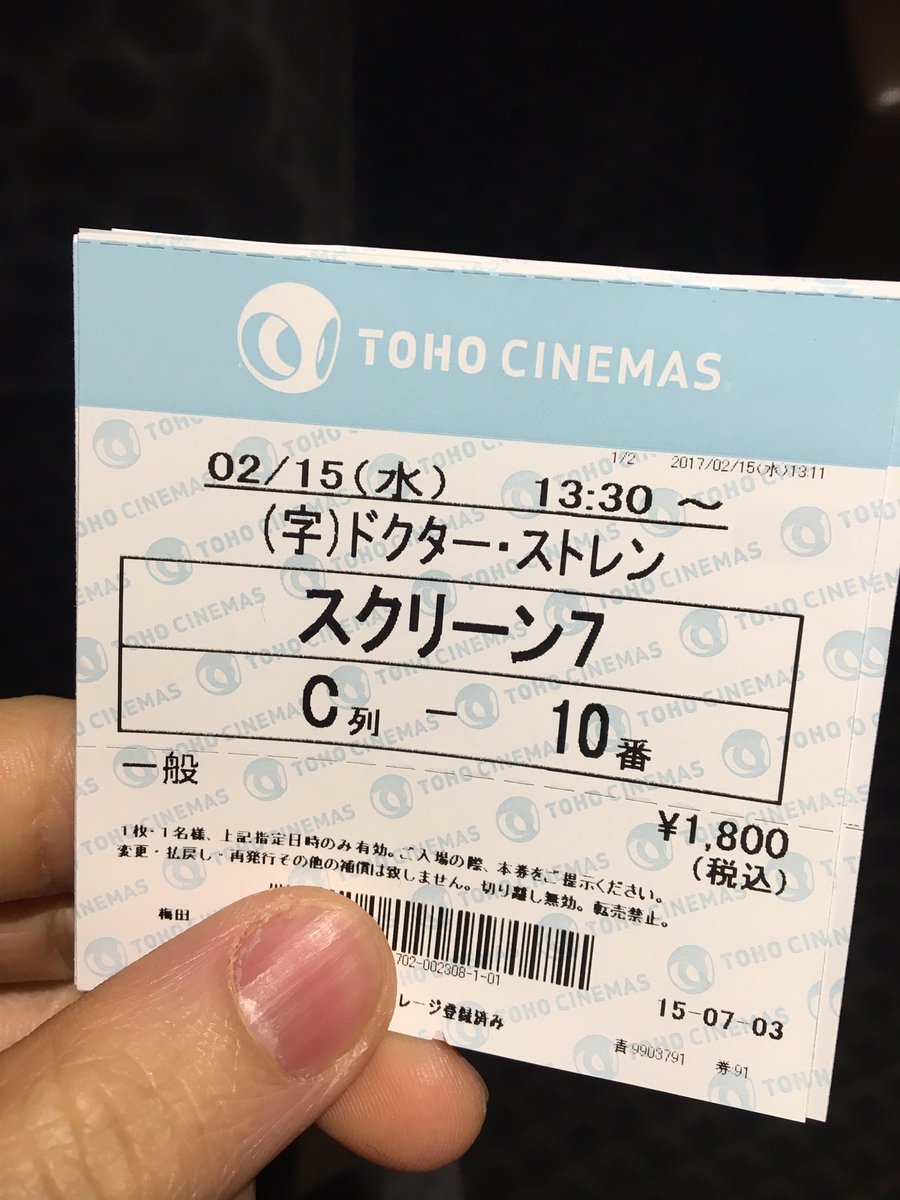 TOHO CINEMAS
1/2 2017/02/15(水)13:11
02/15(水) 13:30 ～
(字)ドクター・ストレン
スクリーン7
C列 － 10番
一般
¥1,800
(税込)
1枚・1名様、上記指定日時のみ有効。ご入場の際、本券をご提示ください。
変更・払戻し・再発行その他の補償は致しません。切り離し無効。転売禁止。
梅田
702-002308-1-01
レージ登録済み
15-07-03
青:9903791 券:91